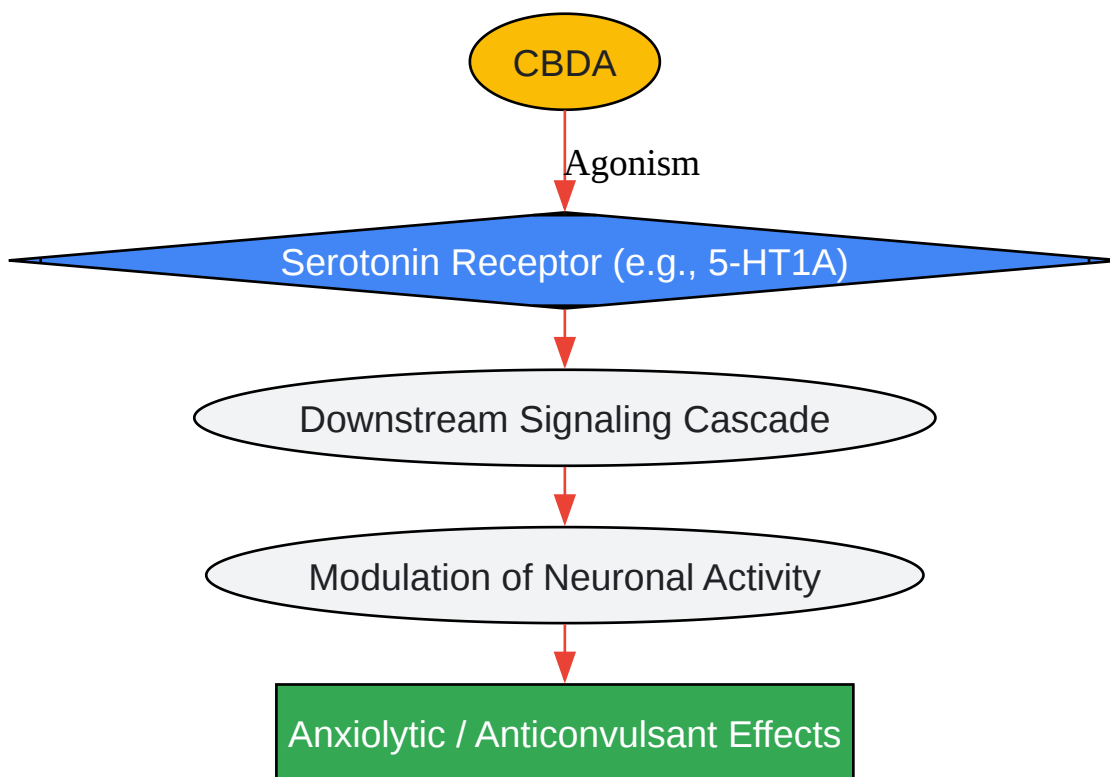 CBDA
Agonism
Serotonin Receptor (e.g., 5-HT1A)
Downstream Signaling Cascade
Modulation of Neuronal Activity
Anxiolytic / Anticonvulsant Effects